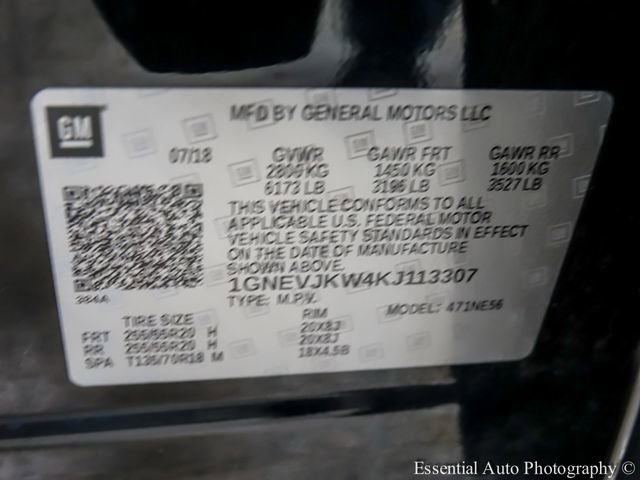 GM
MFD BY GENERAL MOTORS LLC
07/18 GVWR GAWR FRT GAWR RR
2800 KG 1450 KG 1600 KG
6173 LB 3196 LB 3527 LB
THIS VEHICLE CONFORMS TO ALL
APPLICABLE U.S. FEDERAL MOTOR
VEHICLE SAFETY STANDARDS IN EFFECT
ON THE DATE OF MANUFACTURE
SHOWN ABOVE.
1GNEVJKW4KJ113307
TYPE: M.P.V. MODEL: 471NE56
TIRE SIZE RIM
FRT 255/55R20 H 20X8J
RR 255/55R20 H 20X8J
SPA T135/70R18 M 18X4.5B
Essential Auto Photography ©